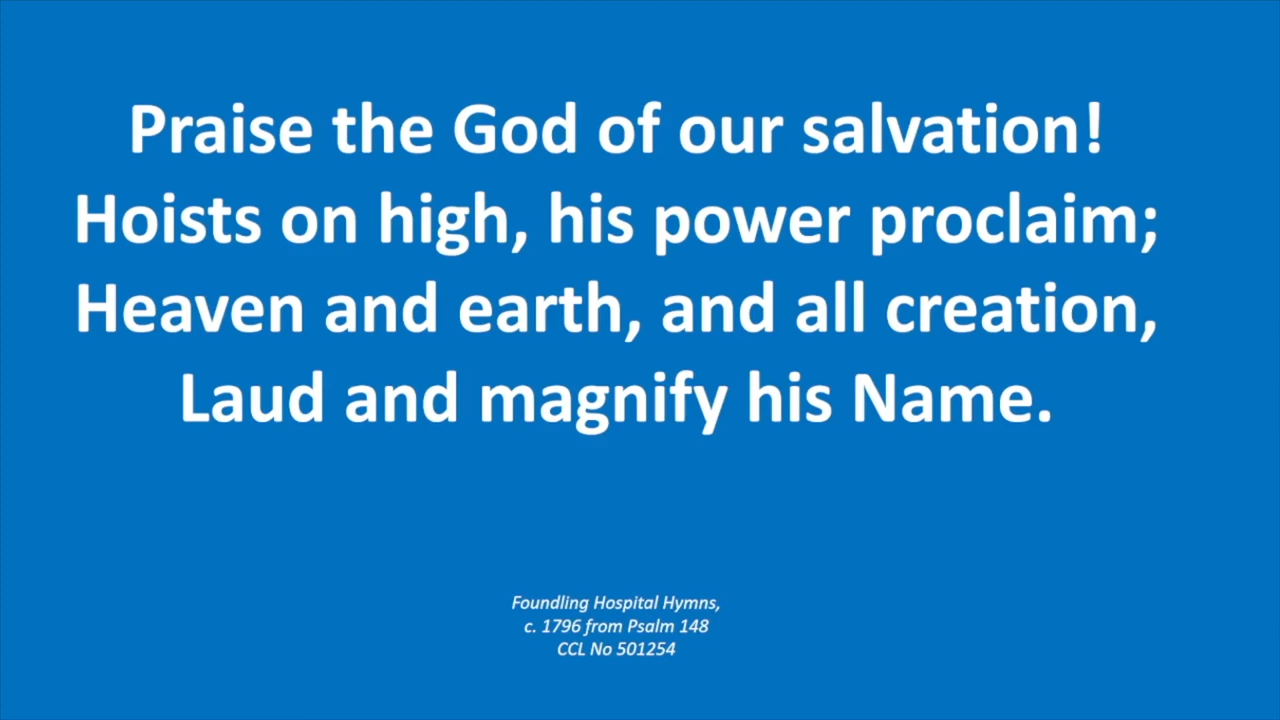 Praise the God of our salvation!
Hoists on high, his power proclaim;
Heaven and earth, and all creation,
Laud and magnify his Name.
Foundling Hospital Hymns,
c. 1796 from Psalm 148
CCL No 501254